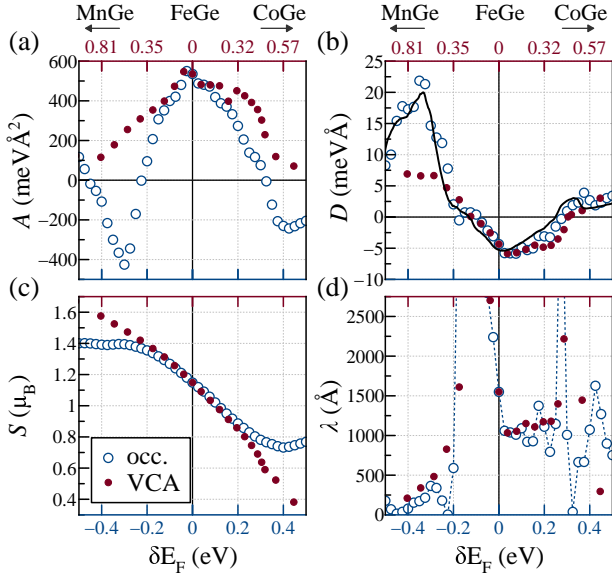 MnGe FeGe CoGe MnGe FeGe CoGe
(a) 0.81 0.35 0 0.32 0.57 (b) 0.81 0.35 0 0.32 0.57
A (meVÅ²)
600
400
200
0
−200
−400
D (meVÅ)
25
20
15
10
5
0
−5
−10
(c)
S (μB)
1.6
1.4
1.2
1.0
0.8
0.6
0.4
occ.
VCA
(d)
λ (Å)
2500
2000
1500
1000
500
0
−0.4 −0.2 0 0.2 0.4 −0.4 −0.2 0 0.2 0.4
δEF (eV) δEF (eV)